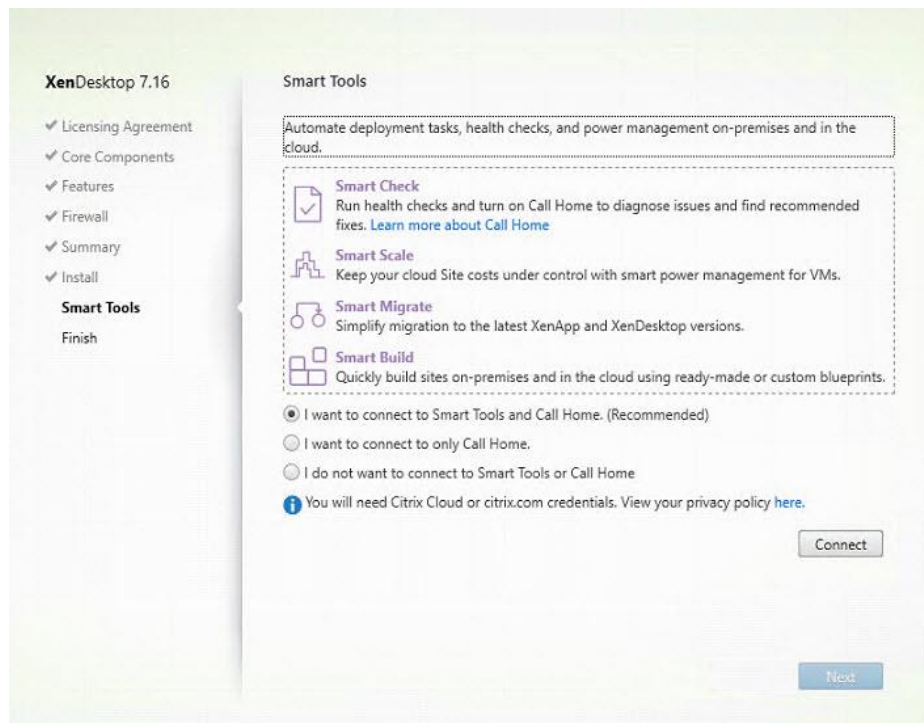 XenDesktop 7.16
Licensing Agreement
Core Components
Features
Firewall
Summary
Install
Smart Tools
Finish
Smart Tools
Automate deployment tasks, health checks, and power management on-premises and in the
cloud.
Smart Check
Run health checks and turn on Call Home to diagnose issues and find recommended
fixes. Learn more about Call Home
Smart Scale
Keep your cloud Site costs under control with smart power management for VMs.
Smart Migrate
Simplify migration to the latest XenApp and XenDesktop versions.
Smart Build
Quickly build sites on-premises and in the cloud using ready-made or custom blueprints.
I want to connect to Smart Tools and Call Home. (Recommended)
I want to connect to only Call Home.
I do not want to connect to Smart Tools or Call Home
You will need Citrix Cloud or citrix.com credentials. View your privacy policy here.
Connect
Next